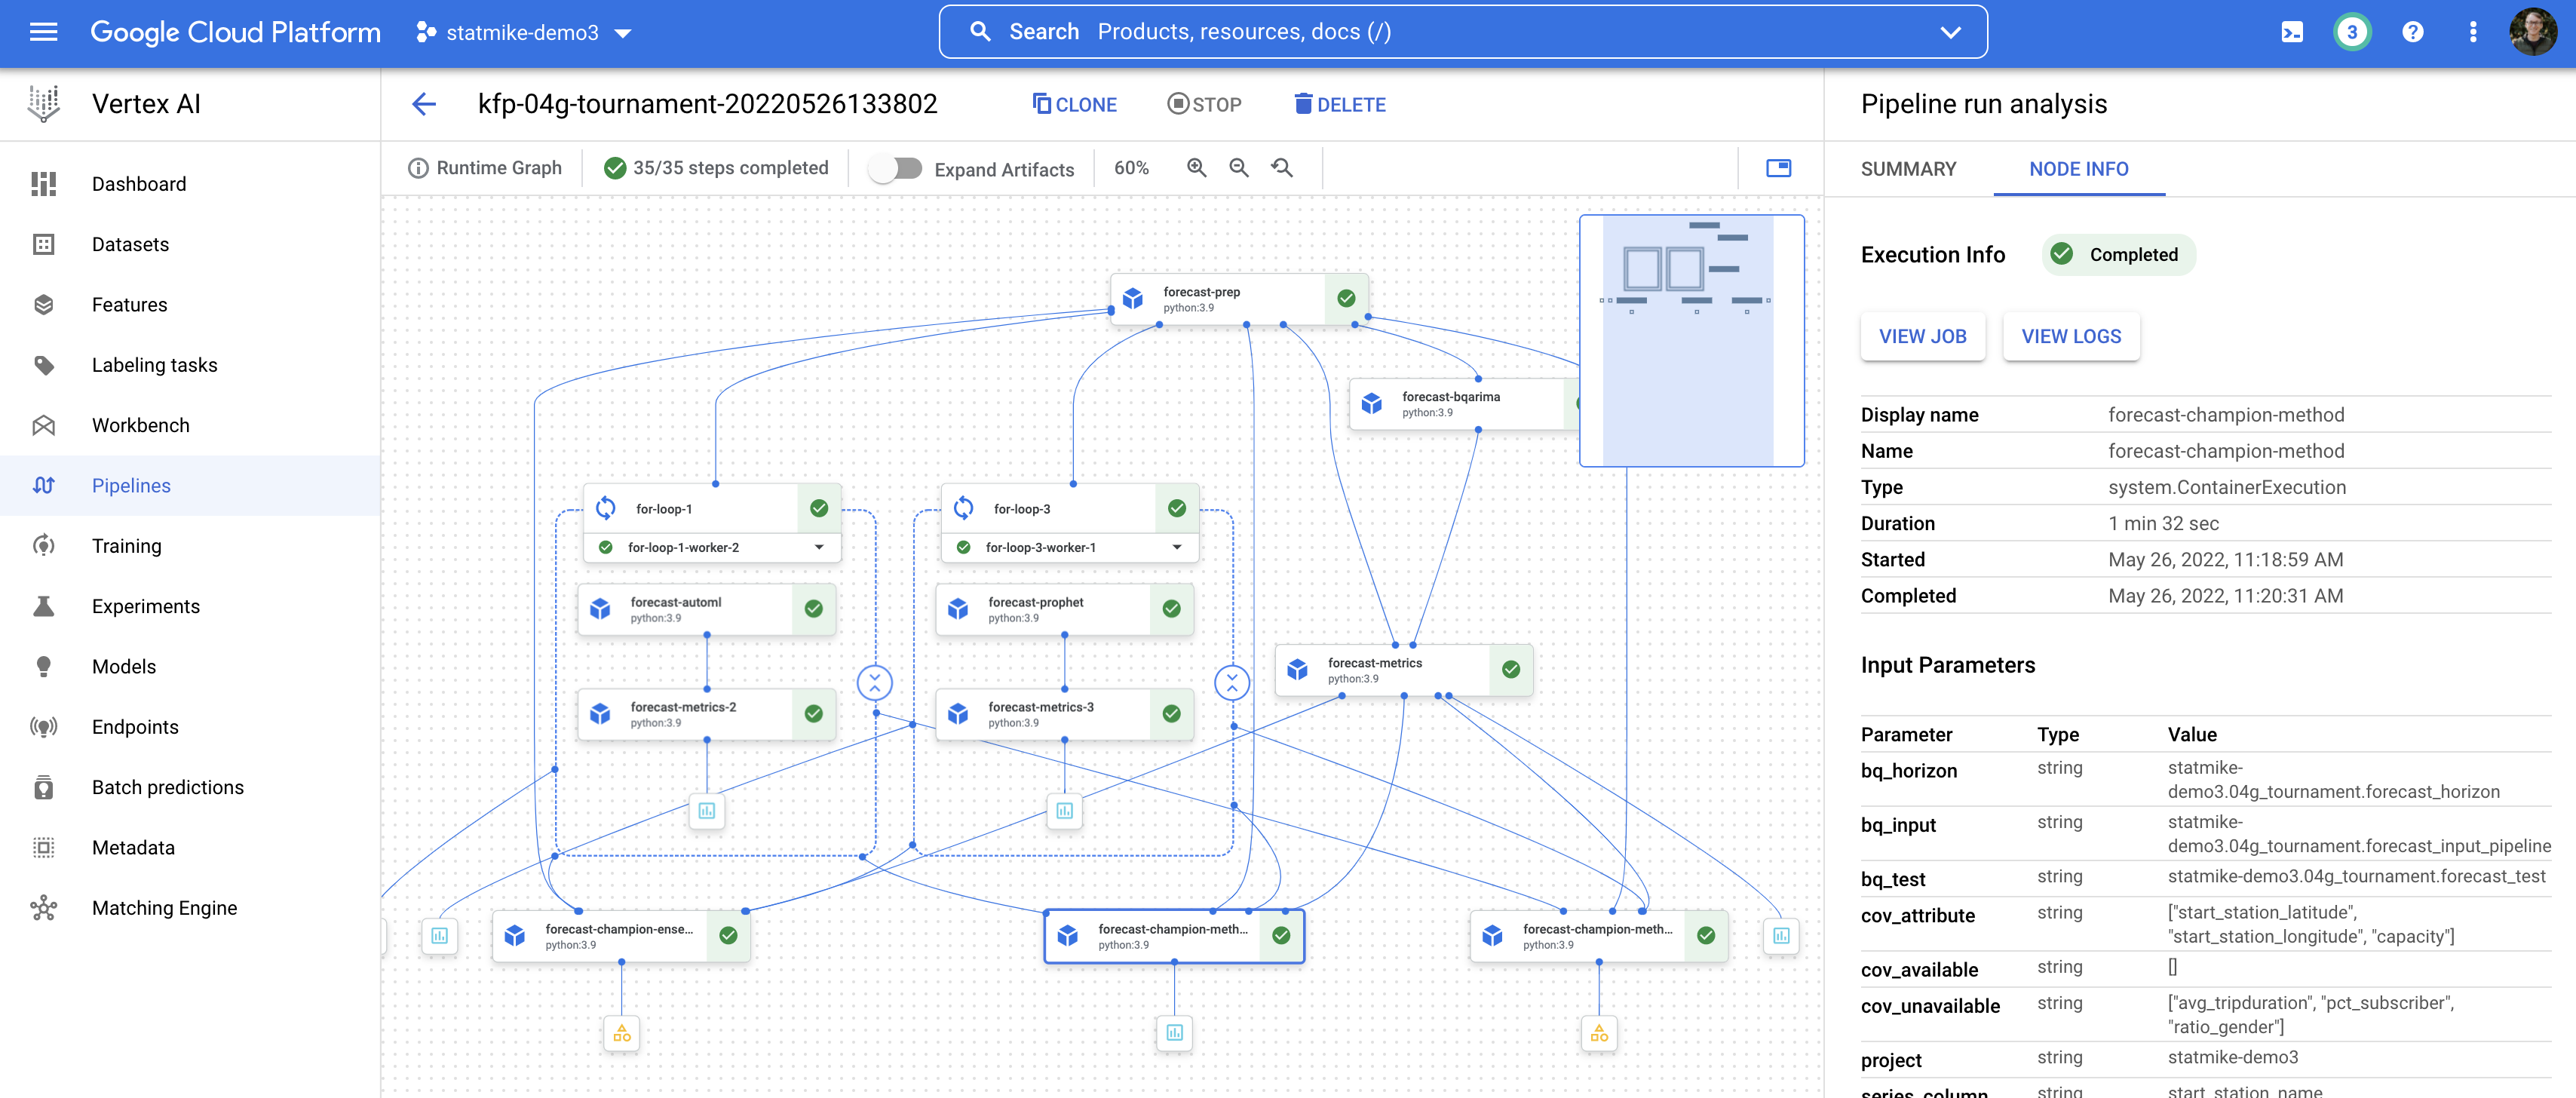 Google Cloud Platform
statmike-demo3
Search Products, resources, docs (/)
3
Vertex AI
kfp-04g-tournament-20220526133802
CLONE
STOP
DELETE
Pipeline run analysis
Runtime Graph
35/35 steps completed
Expand Artifacts
60%
SUMMARY
NODE INFO
Dashboard
Datasets
Features
Labeling tasks
Workbench
Pipelines
Training
Experiments
Models
Endpoints
Batch predictions
Metadata
Matching Engine
forecast-prep
python:3.9
forecast-bqarima
python:3.9
for-loop-1
for-loop-1-worker-2
for-loop-3
for-loop-3-worker-1
forecast-automl
python:3.9
forecast-prophet
python:3.9
forecast-metrics
python:3.9
forecast-metrics-2
python:3.9
forecast-metrics-3
python:3.9
forecast-champion-ense...
python:3.9
forecast-champion-meth...
python:3.9
forecast-champion-meth...
python:3.9
Execution Info
Completed
VIEW JOB
VIEW LOGS
Display name forecast-champion-method
Name forecast-champion-method
Type system.ContainerExecution
Duration 1 min 32 sec
Started May 26, 2022, 11:18:59 AM
Completed May 26, 2022, 11:20:31 AM
Input Parameters
Parameter Type Value
bq_horizon string statmike-
demo3.04g_tournament.forecast_horizon
bq_input string statmike-
demo3.04g_tournament.forecast_input_pipeline
bq_test string statmike-demo3.04g_tournament.forecast_test
cov_attribute string ["start_station_latitude",
"start_station_longitude", "capacity"]
cov_available string []
cov_unavailable string ["avg_tripduration", "pct_subscriber",
"ratio_gender"]
project string statmike-demo3
series_column string start_station_name